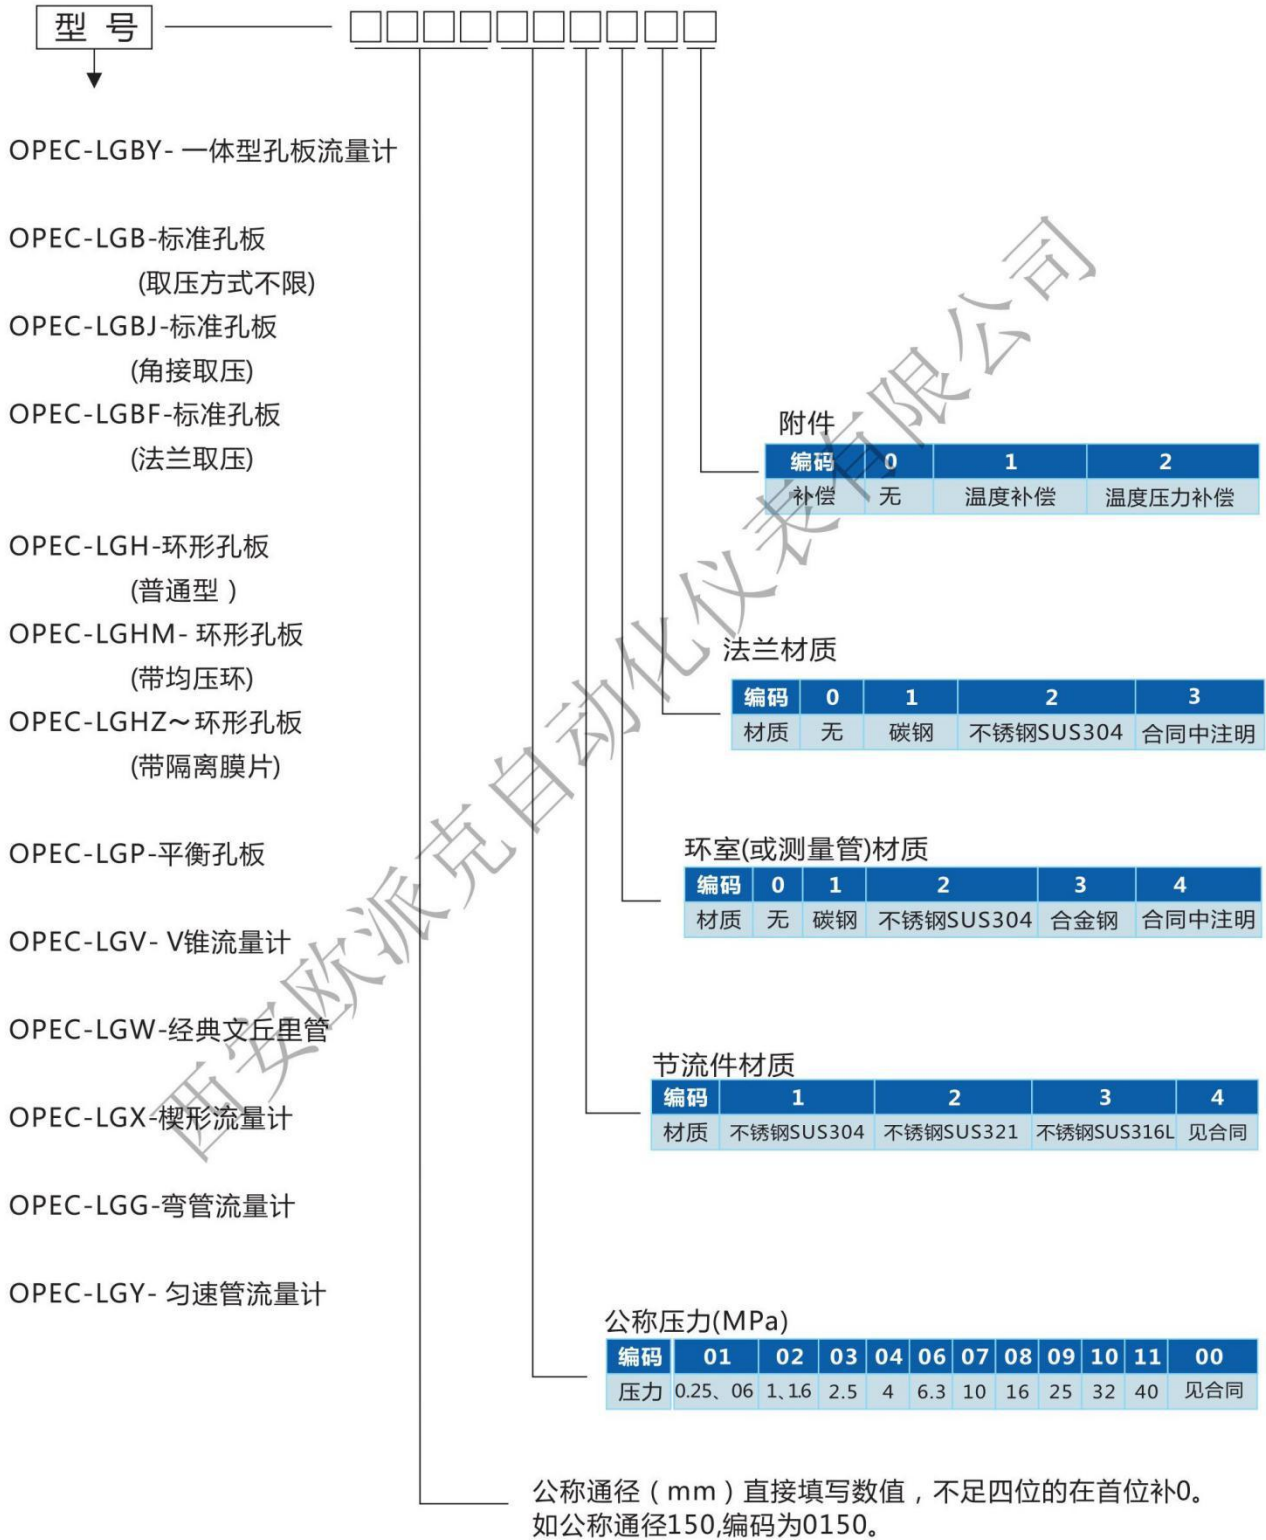 型号
OPEC-LGBY- 一体型孔板流量计
OPEC-LGB-标准孔板
(取压方式不限)
OPEC-LGBJ-标准孔板
(角接取压)
OPEC-LGBF-标准孔板
(法兰取压)
OPEC-LGH-环形孔板
(普通型）
OPEC-LGHM- 环形孔板
(带均压环)
OPEC-LGHZ～环形孔板
(带隔离膜片)
OPEC-LGP-平衡孔板
OPEC-LGV- V锥流量计
OPEC-LGW-经典文丘里管
OPEC-LGX-楔形流量计
OPEC-LGG-弯管流量计
OPEC-LGY- 匀速管流量计
附件
编码 0 1 2
补偿 无 温度补偿 温度压力补偿
法兰材质
编码 0 1 2 3
材质 无 碳钢 不锈钢SUS304 合同中注明
环室(或测量管)材质
编码 0 1 2 3 4
材质 无 碳钢 不锈钢SUS304 合金钢 合同中注明
节流件材质
编码 1 2 3 4
材质 不锈钢SUS304 不锈钢SUS321 不锈钢SUS316L 见合同
公称压力(MPa)
编码 01 02 03 04 06 07 08 09 10 11 00
压力 0.25、06 1、1.6 2.5 4 6.3 10 16 25 32 40 见合同
公称通径（mm）直接填写数值，不足四位的在首位补0。
如公称通径150,编码为0150。
西安欧派克自动化仪表有限公司